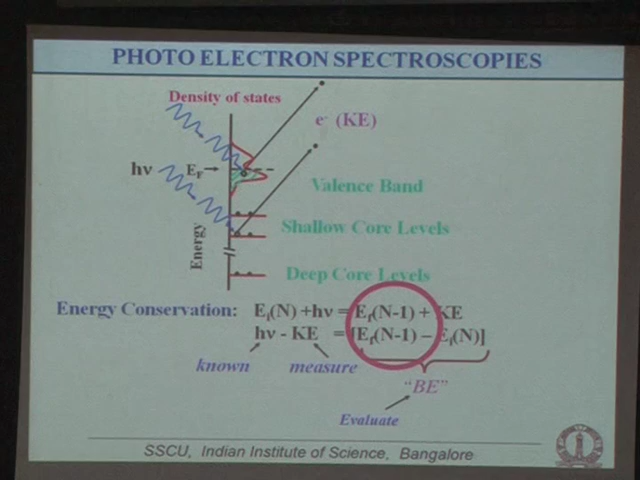 PHOTO ELECTRON SPECTROSCOPIES
Density of states
e⁻ (KE)
hν
E_F
Valence Band
Shallow Core Levels
Energy
Deep Core Levels
Energy Conservation: E_i(N) +hν = E_f(N-1) + KE
hν - KE = [E_f(N-1) – E_i(N)]
known
measure
“BE”
Evaluate
SSCU, Indian Institute of Science, Bangalore